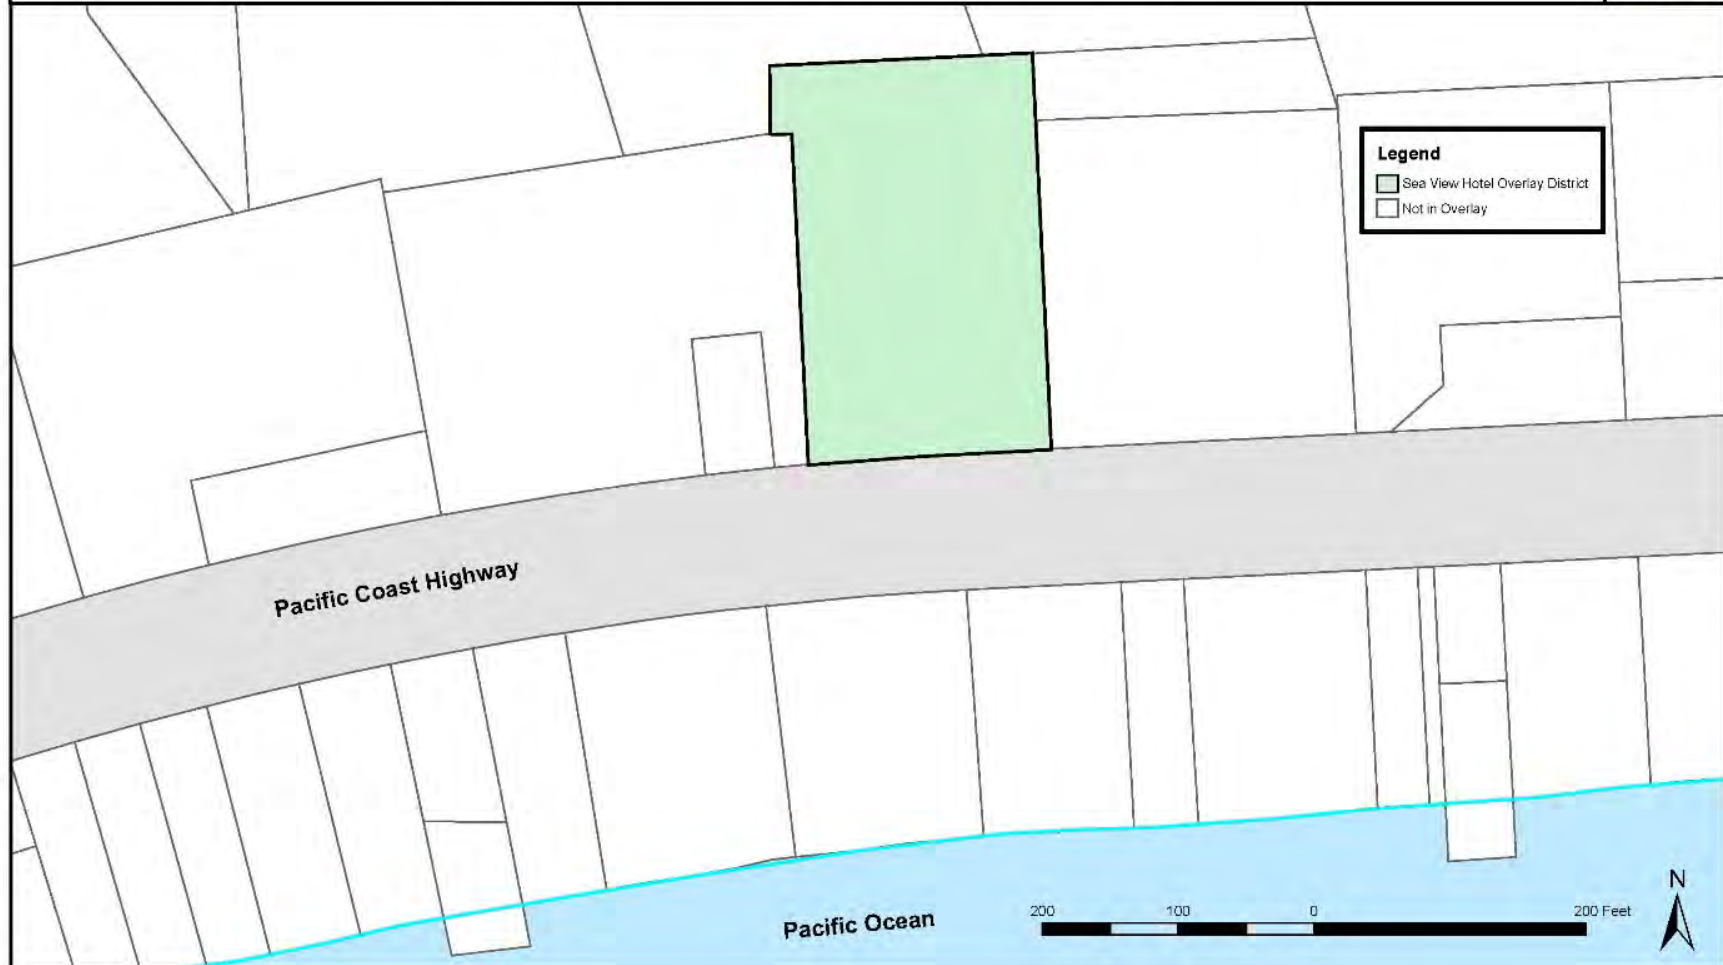 Legend
Sea View Hotel Overlay District
Not in Overlay
Pacific Coast Highway
Pacific Ocean
200 100 0 200 Feet
N